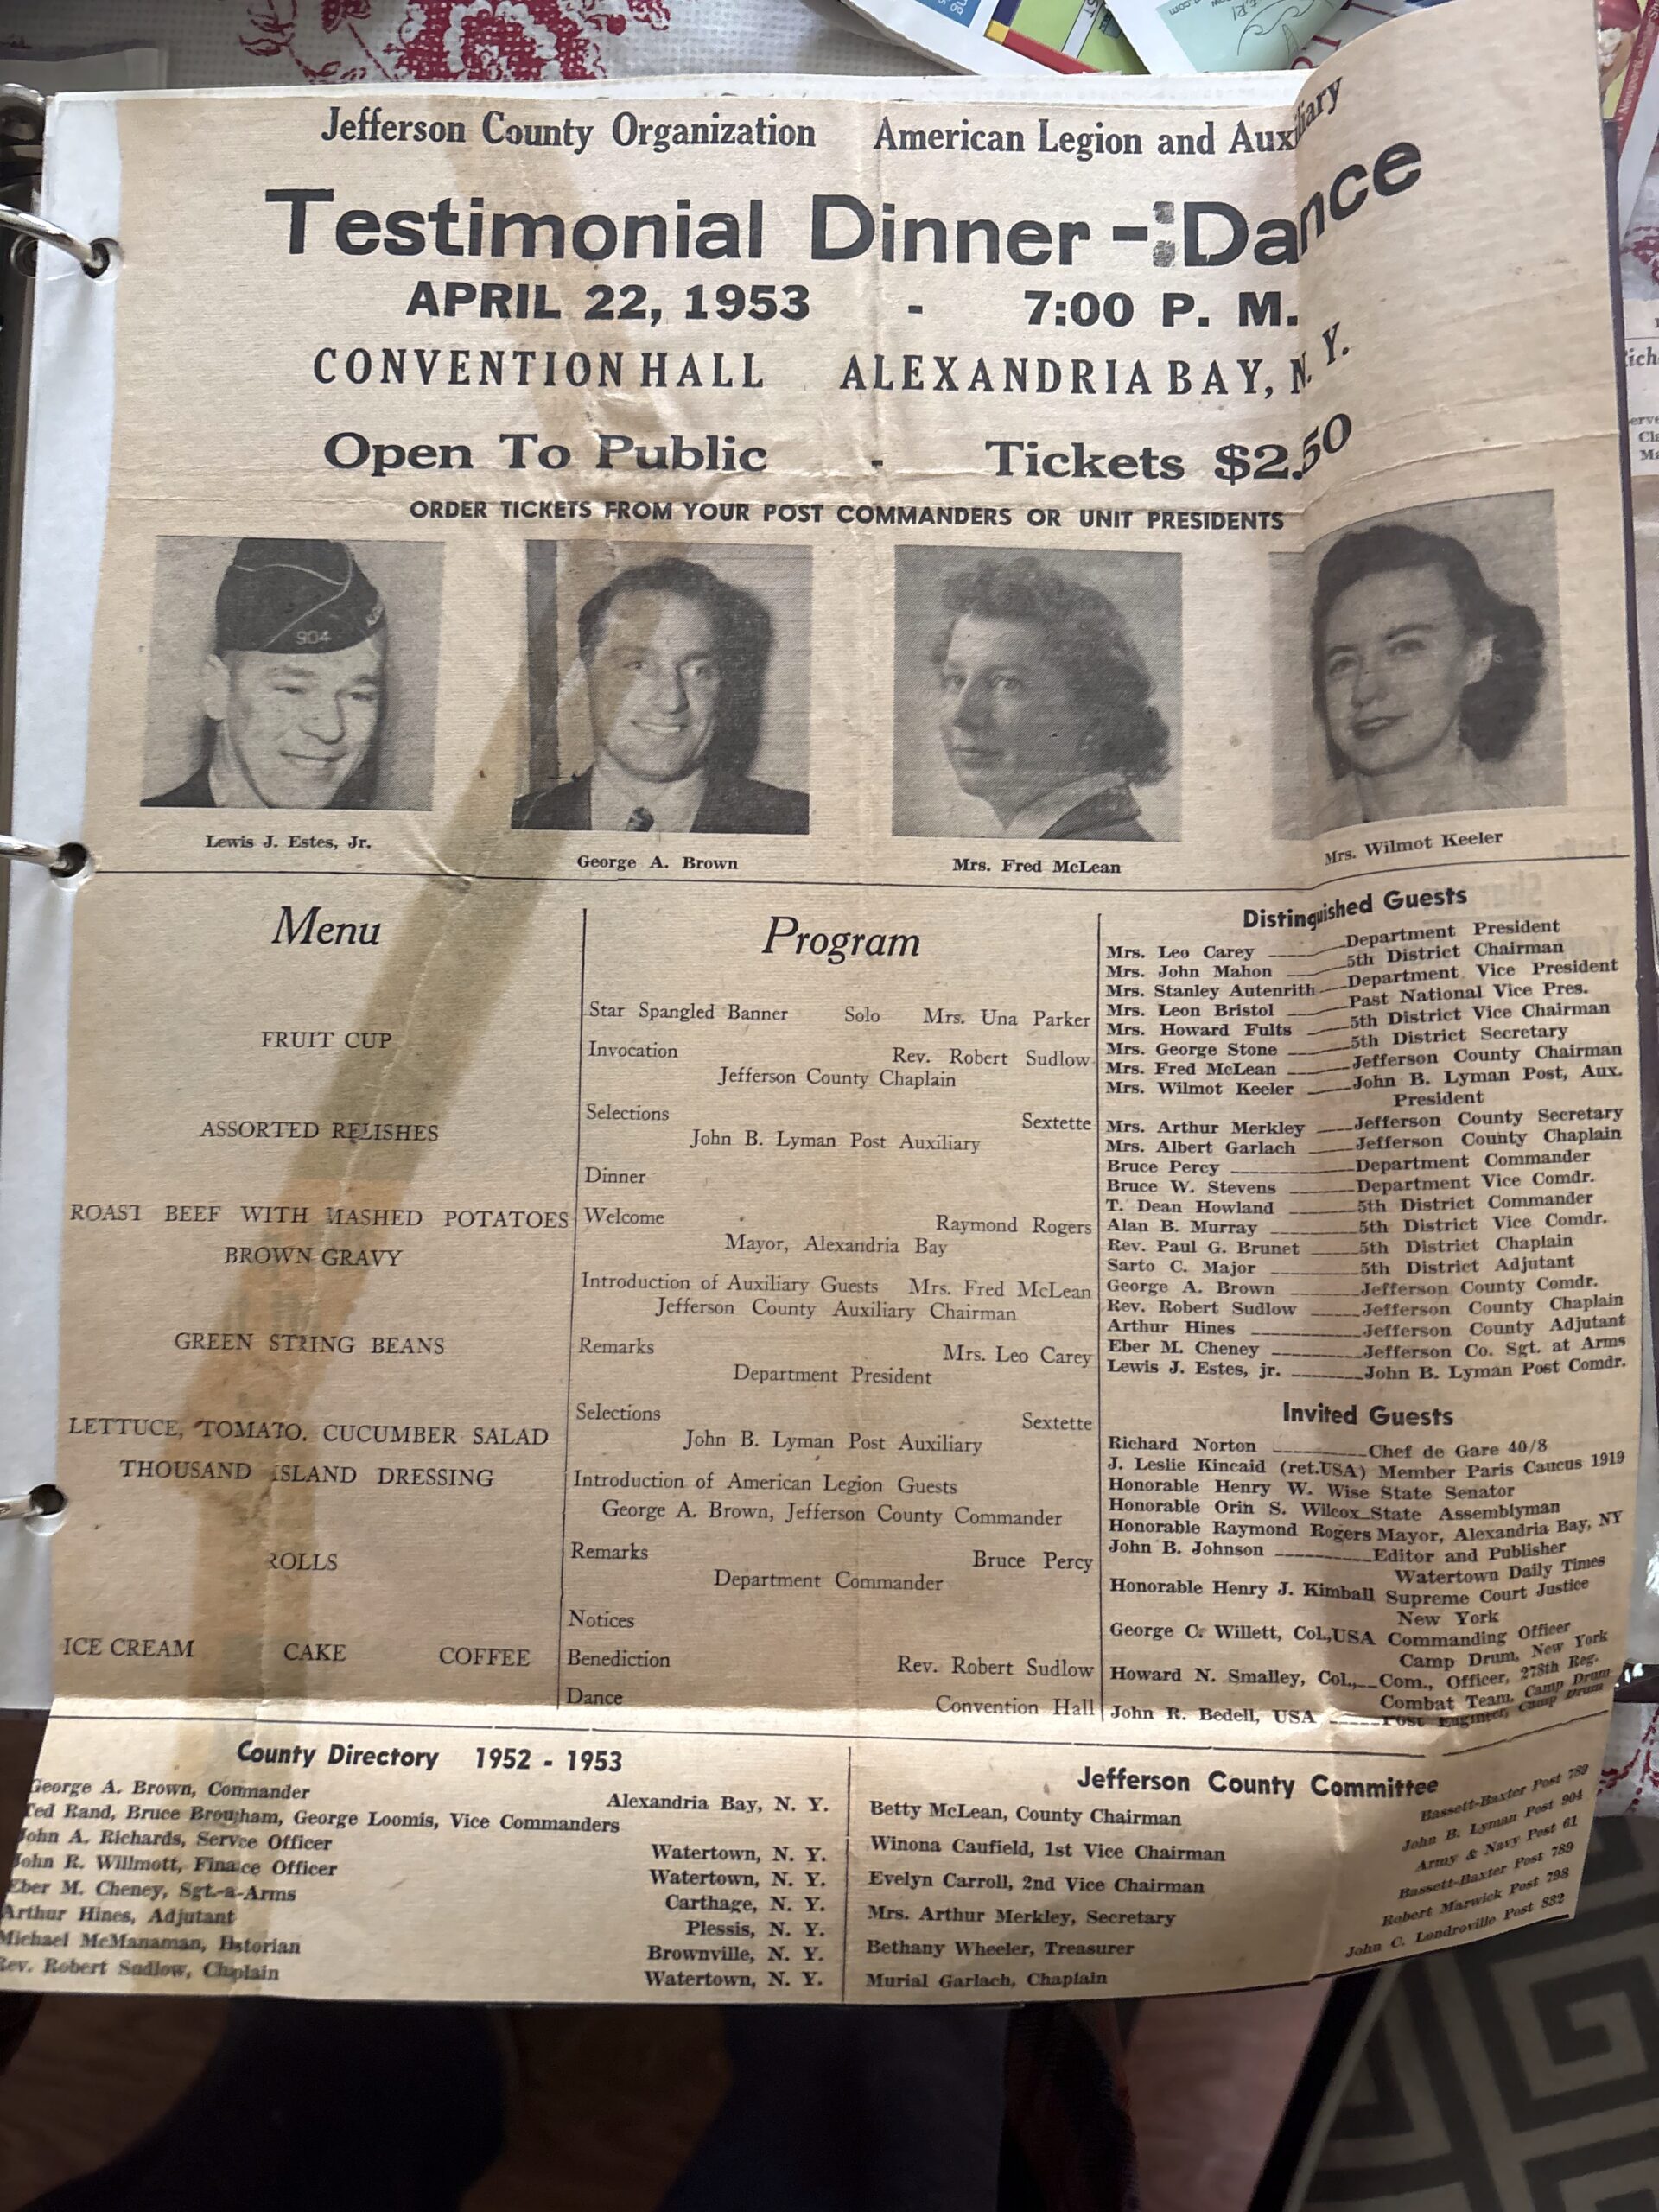 Jefferson County Organization American Legion and Auxiliary
Testimonial Dinner - Dance
APRIL 22, 1953 - 7:00 P. M.
CONVENTION HALL ALEXANDRIA BAY, N. Y.
Open To Public - Tickets $2.50
ORDER TICKETS FROM YOUR POST COMMANDERS OR UNIT PRESIDENTS
904
Lewis J. Estes, Jr.
George A. Brown
Mrs. Fred McLean
Mrs. Wilmot Keeler
Menu
FRUIT CUP
ASSORTED RELISHES
ROAST BEEF WITH MASHED POTATOES
BROWN GRAVY
GREEN STRING BEANS
LETTUCE, TOMATO, CUCUMBER SALAD
THOUSAND ISLAND DRESSING
ROLLS
ICE CREAM CAKE COFFEE
Program
Star Spangled Banner Solo Mrs. Una Parker
Invocation Rev. Robert Sudlow
Jefferson County Chaplain
Selections Sextette
John B. Lyman Post Auxiliary
Dinner
Welcome Raymond Rogers
Mayor, Alexandria Bay
Introduction of Auxiliary Guests Mrs. Fred McLean
Jefferson County Auxiliary Chairman
Remarks Mrs. Leo Carey
Department President
Selections Sextette
John B. Lyman Post Auxiliary
Introduction of American Legion Guests
George A. Brown, Jefferson County Commander
Remarks Bruce Percy
Department Commander
Notices
Benediction Rev. Robert Sudlow
Dance Convention Hall
Distinguished Guests
Mrs. Leo Carey Department President
Mrs. John Mahon 5th District Chairman
Mrs. Stanley Autenrith Department Vice President
Mrs. Leon Bristol Past National Vice Pres.
Mrs. Howard Fults 5th District Vice Chairman
Mrs. George Stone 5th District Secretary
Mrs. Fred McLean Jefferson County Chairman
Mrs. Wilmot Keeler John B. Lyman Post, Aux.
President
Mrs. Arthur Merkley Jefferson County Secretary
Mrs. Albert Garlach Jefferson County Chaplain
Bruce Percy Department Commander
Bruce W. Stevens Department Vice Comdr.
T. Dean Howland 5th District Commander
Alan B. Murray 5th District Vice Comdr.
Rev. Paul G. Brunet 5th District Chaplain
Sarto C. Major 5th District Adjutant
George A. Brown Jefferson County Comdr.
Rev. Robert Sudlow Jefferson County Chaplain
Arthur Hines Jefferson County Adjutant
Eber M. Cheney Jefferson Co. Sgt. at Arms
Lewis J. Estes, jr. John B. Lyman Post Comdr.
Invited Guests
Richard Norton Chef de Gare 40/8
J. Leslie Kincaid (ret.USA) Member Paris Caucus 1919
Honorable Henry W. Wise State Senator
Honorable Orin S. Wilcox State Assemblyman
Honorable Raymond Rogers Mayor, Alexandria Bay, NY
John B. Johnson Editor and Publisher
Watertown Daily Times
Honorable Henry J. Kimball Supreme Court Justice
New York
George C. Willett, Col.,USA Commanding Officer
Camp Drum, New York
Howard N. Smalley, Col., Com., Officer, 278th Reg.
Combat Team, Camp Drum
John R. Bedell, USA Post Engineer, Camp Drum
County Directory 1952 - 1953
George A. Brown, Commander Alexandria Bay, N. Y.
Ted Rand, Bruce Brougham, George Loomis, Vice Commanders
John A. Richards, Service Officer Watertown, N. Y.
John R. Willmott, Finance Officer Watertown, N. Y.
Eber M. Cheney, Sgt.-a-Arms Carthage, N. Y.
Arthur Hines, Adjutant Plessis, N. Y.
Michael McManaman, Historian Brownville, N. Y.
Rev. Robert Sudlow, Chaplain Watertown, N. Y.
Jefferson County Committee
Betty McLean, County Chairman Bassett-Baxter Post 789
Winona Caufield, 1st Vice Chairman John B. Lyman Post 904
Evelyn Carroll, 2nd Vice Chairman Army & Navy Post 61
Mrs. Arthur Merkley, Secretary Bassett-Baxter Post 789
Bethany Wheeler, Treasurer Robert Marwick Post 798
Murial Garlach, Chaplain John C. Londroville Post 832